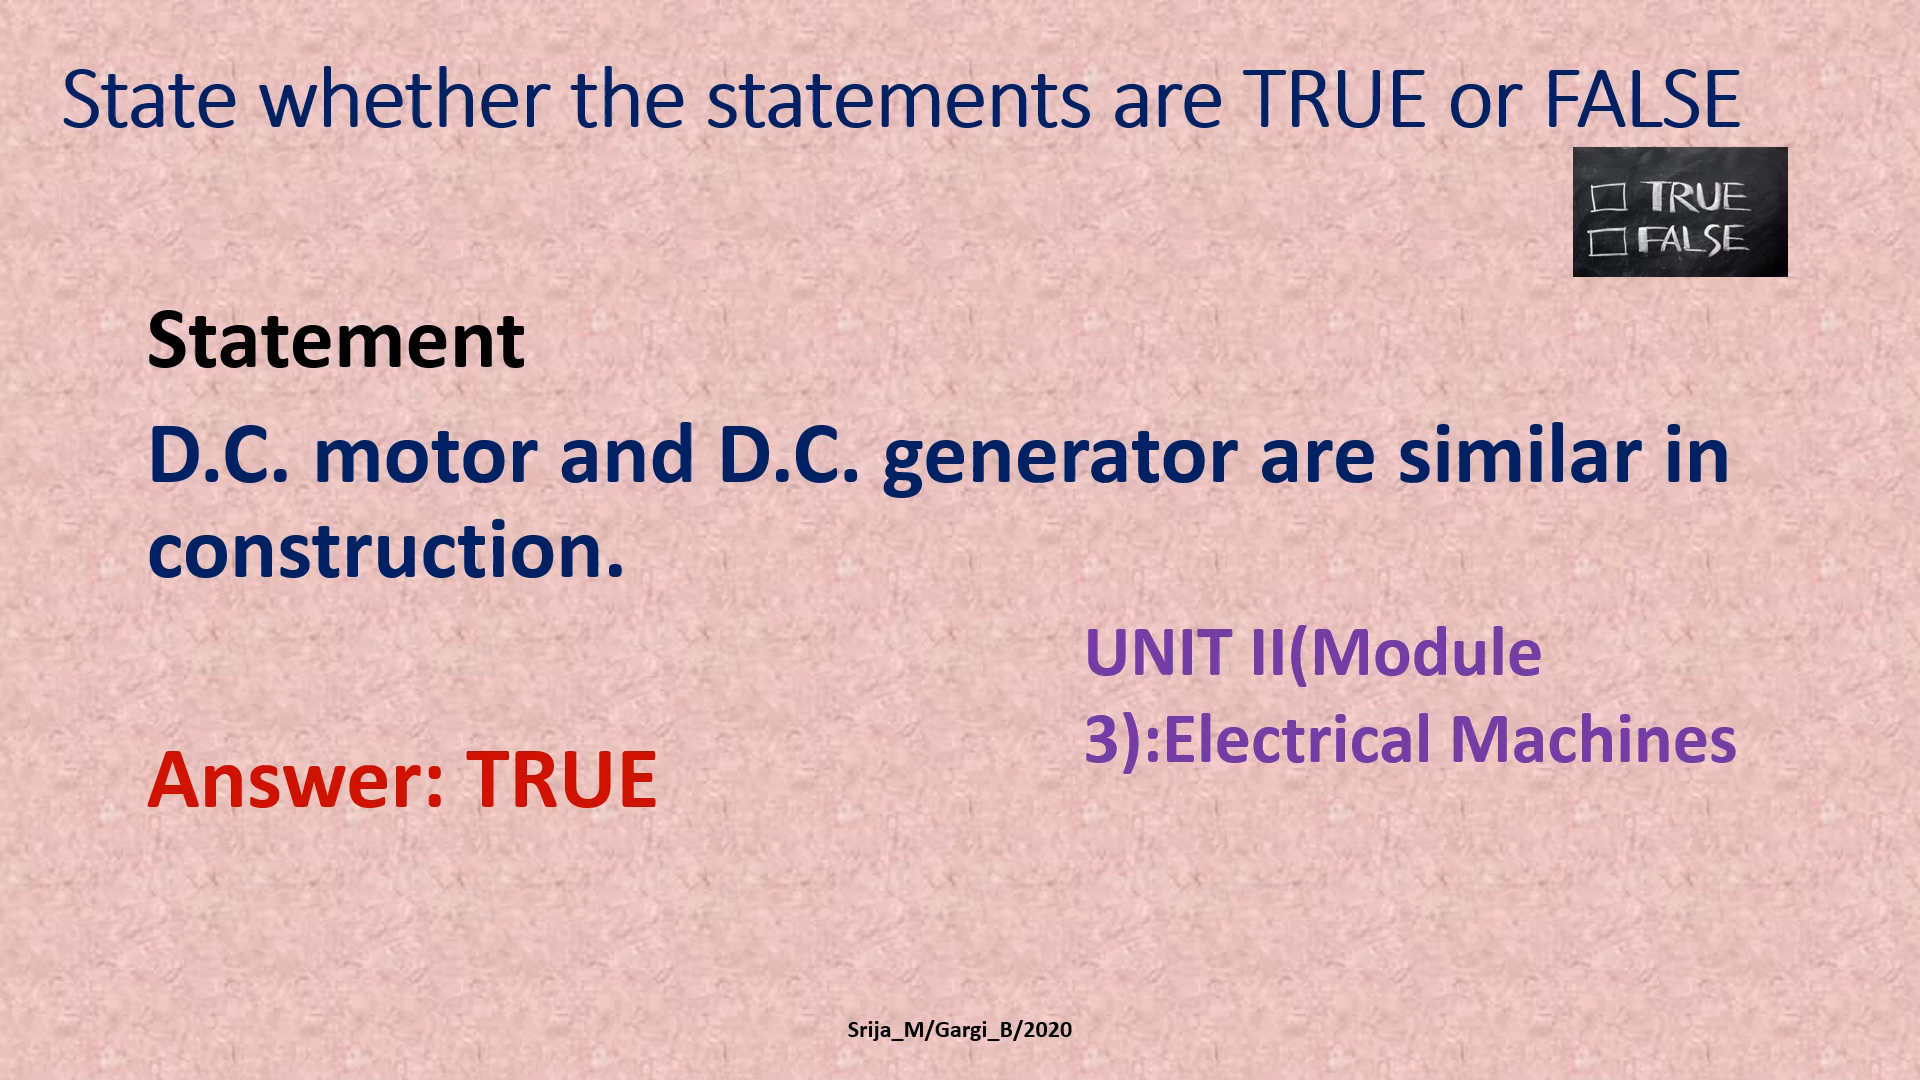 State whether the statements are TRUE or FALSE
TRUE
FALSE
Statement
D.C. motor and D.C. generator are similar in
construction.
UNIT II(Module
3):Electrical Machines
Answer: TRUE
Srija_M/Gargi_B/2020